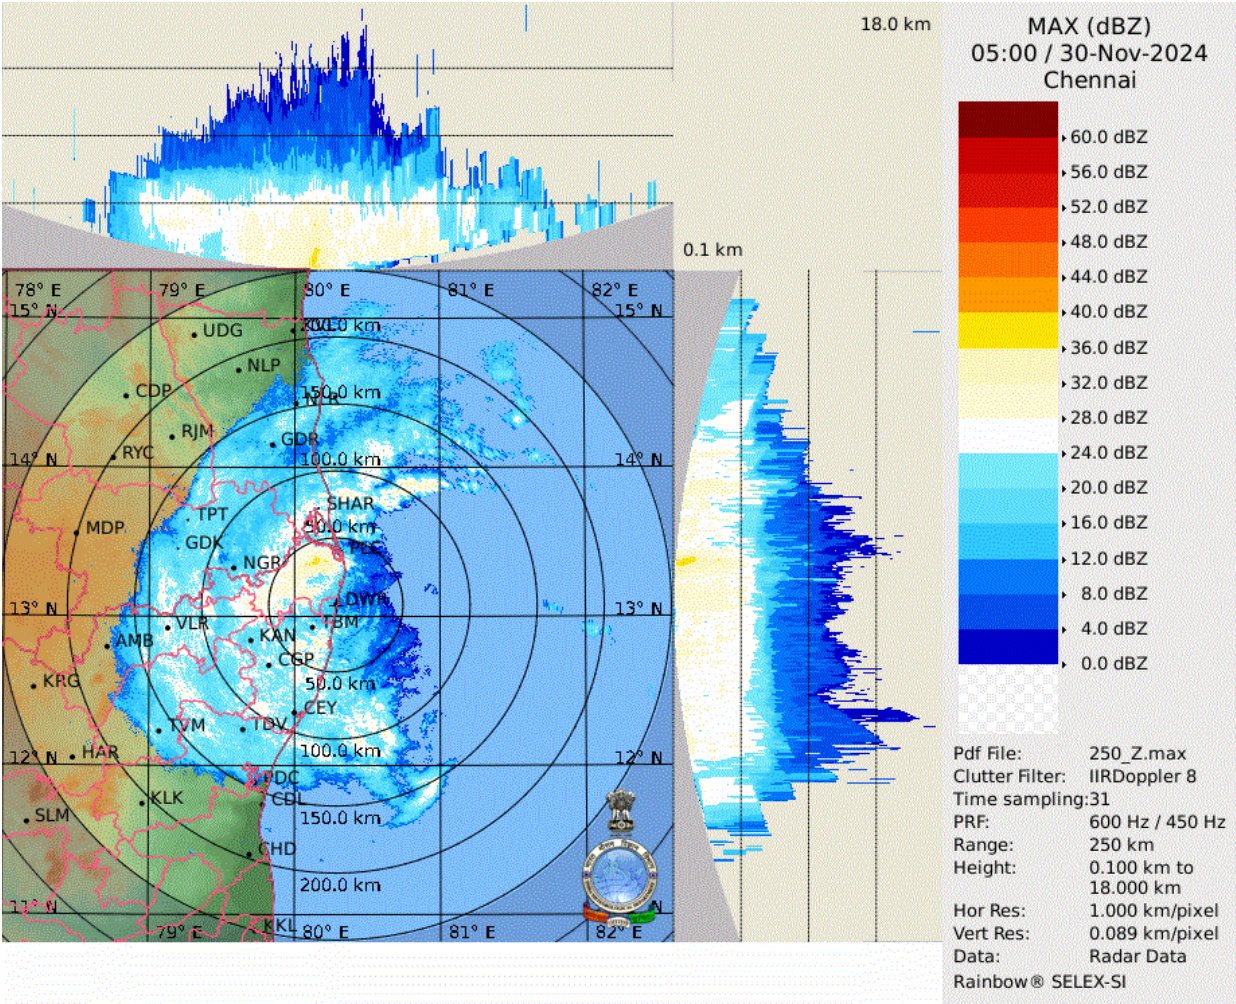 18.0 km
0.1 km
MAX (dBZ)
05:00 / 30-Nov-2024
Chennai
60.0 dBZ
56.0 dBZ
52.0 dBZ
48.0 dBZ
44.0 dBZ
40.0 dBZ
36.0 dBZ
32.0 dBZ
28.0 dBZ
24.0 dBZ
20.0 dBZ
16.0 dBZ
12.0 dBZ
8.0 dBZ
4.0 dBZ
0.0 dBZ
78° E 79° E 80° E 81° E 82° E
15° N 15° N
UDG
NLP
CDP
150.0 km
RJM
GDR
RYC
100.0 km
14° N 14° N
SHAR
TPT
50.0 km
MDP
GDK
NGR
DWR
13° N 13° N
VLR
KAN
AMB
CGP
KRG
50.0 km
CEY
TVM
TDV
HAR
100.0 km
12° N 12° N
PDC
KLK
CDL
SLM
150.0 km
CHD
200.0 km
11° N
KKL
79° E 80° E 81° E 82° E
Pdf File: 250_Z.max
Clutter Filter: IIRDoppler 8
Time sampling:31
PRF: 600 Hz / 450 Hz
Range: 250 km
Height: 0.100 km to
18.000 km
Hor Res: 1.000 km/pixel
Vert Res: 0.089 km/pixel
Data: Radar Data
Rainbow® SELEX-SI